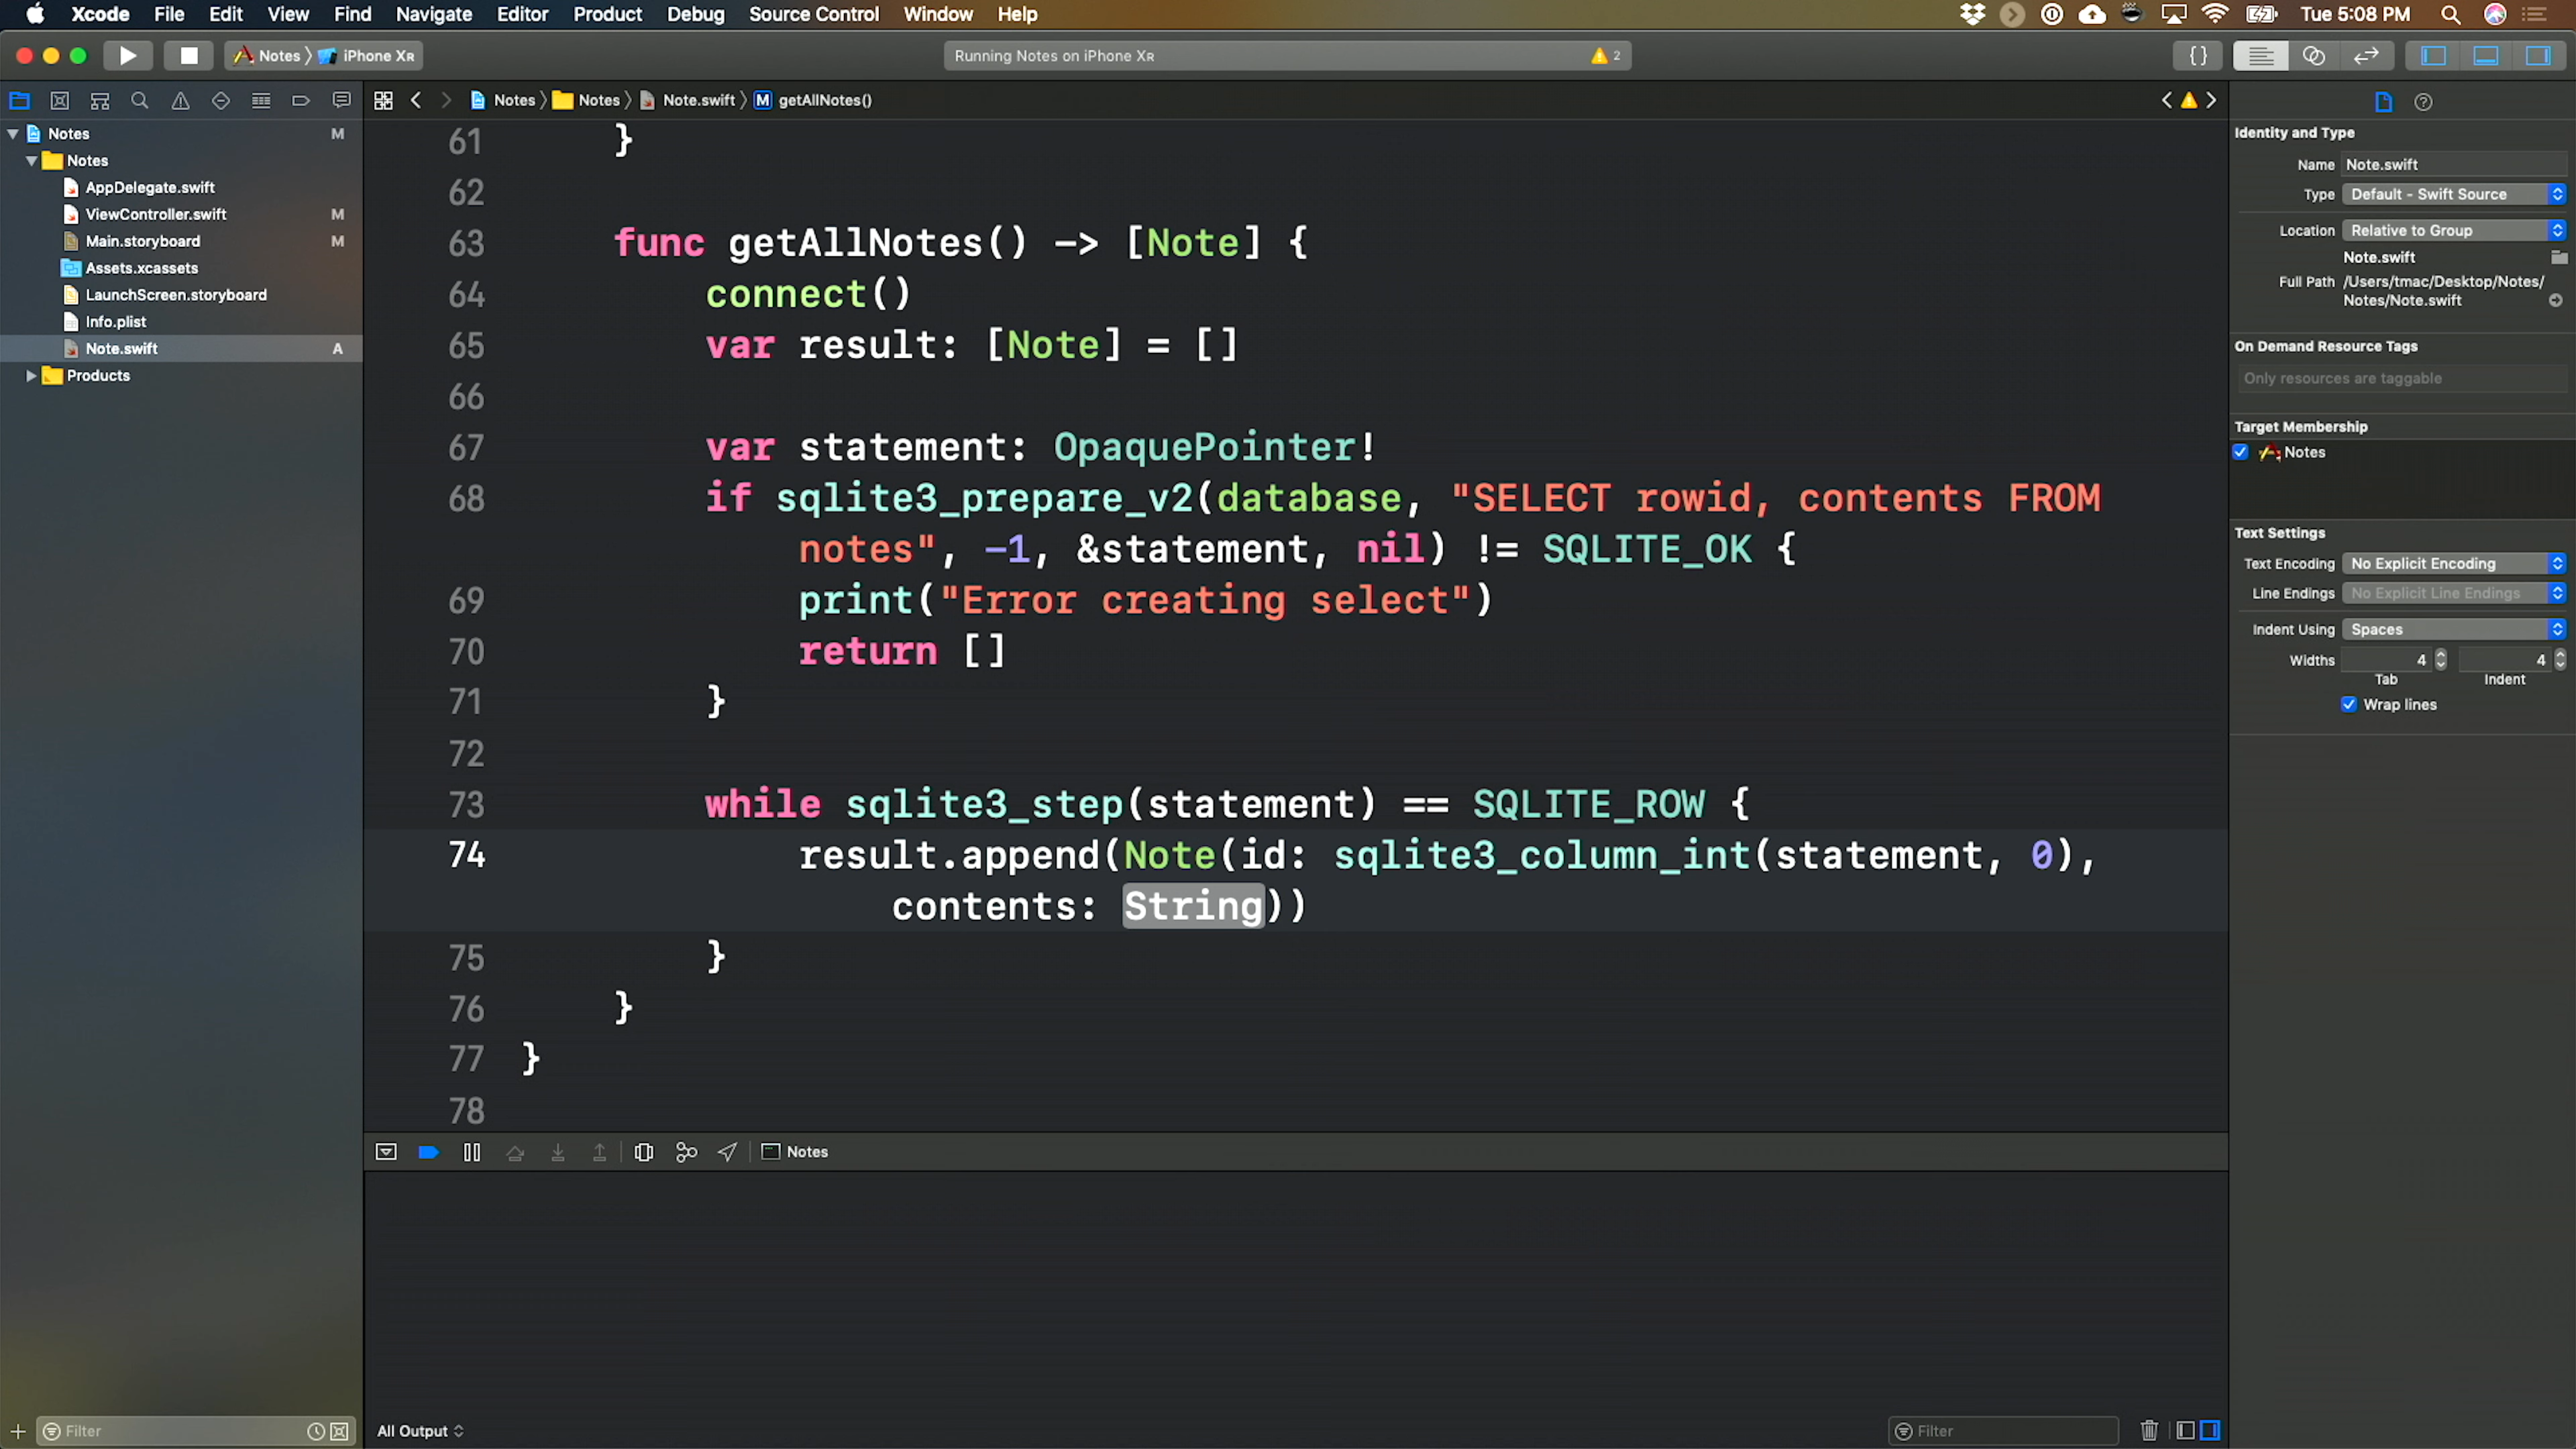 Xcode File Edit View Find Navigate Editor Product Debug Source Control Window Help Tue 5:08 PM
Notes iPhone XR Running Notes on iPhone XR 2 {}
Notes Notes Note.swift M getAllNotes()
Notes M
Notes
AppDelegate.swift
ViewController.swift M
Main.storyboard M
Assets.xcassets
LaunchScreen.storyboard
Info.plist
Note.swift A
Products
61 }
62
63 func getAllNotes() -> [Note] {
64 connect()
65 var result: [Note] = []
66
67 var statement: OpaquePointer!
68 if sqlite3_prepare_v2(database, "SELECT rowid, contents FROM
notes", -1, &statement, nil) != SQLITE_OK {
69 print("Error creating select")
70 return []
71 }
72
73 while sqlite3_step(statement) == SQLITE_ROW {
74 result.append(Note(id: sqlite3_column_int(statement, 0),
contents: String))
75 }
76 }
77 }
78
Identity and Type
Name Note.swift
Type Default - Swift Source
Location Relative to Group
Note.swift
Full Path /Users/tmac/Desktop/Notes/
Notes/Note.swift
On Demand Resource Tags
Only resources are taggable
Target Membership
Notes
Text Settings
Text Encoding No Explicit Encoding
Line Endings No Explicit Line Endings
Indent Using Spaces
Widths 4 4
Tab Indent
Wrap lines
Notes
Filter
All Output
Filter